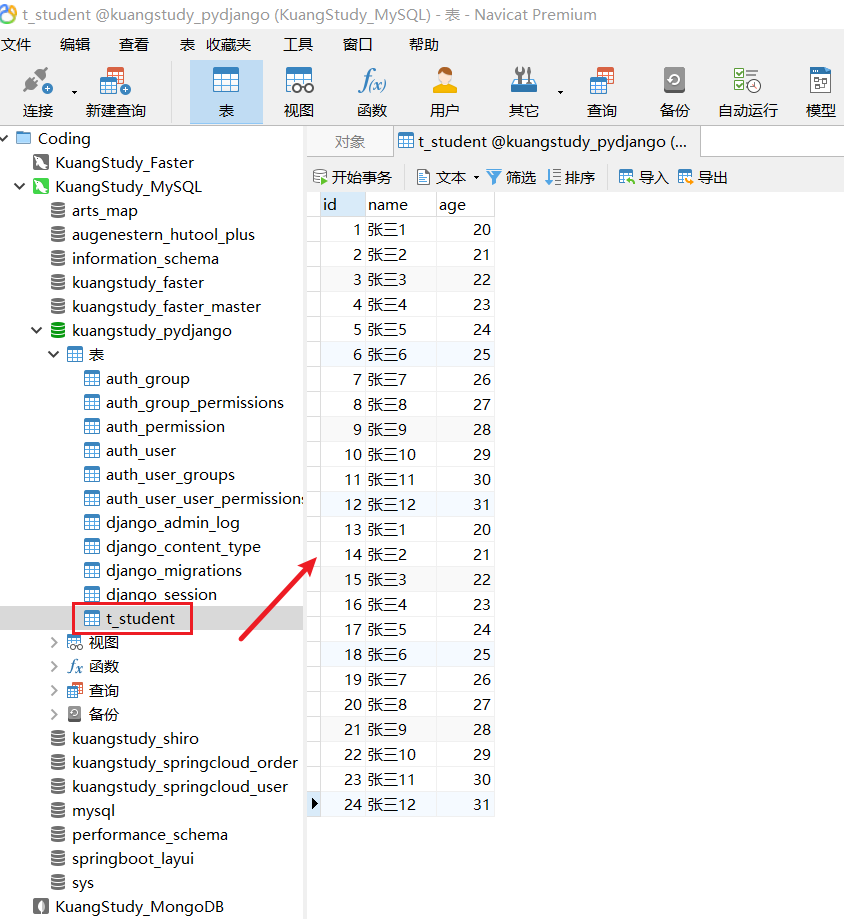 t_student @kuangstudy_pydjango (KuangStudy_MySQL) - 表 - Navicat Premium
文件 编辑 查看 表 收藏夹 工具 窗口 帮助
连接 新建查询 表 视图 函数 用户 其它 查询 备份 自动运行 模型
Coding
KuangStudy_Faster
KuangStudy_MySQL
arts_map
augenestern_hutool_plus
information_schema
kuangstudy_faster
kuangstudy_faster_master
kuangstudy_pydjango
表
auth_group
auth_group_permissions
auth_permission
auth_user
auth_user_groups
auth_user_user_permissions
django_admin_log
django_content_type
django_migrations
django_session
t_student
视图
函数
查询
备份
kuangstudy_shiro
kuangstudy_springcloud_order
kuangstudy_springcloud_user
mysql
performance_schema
springboot_layui
sys
KuangStudy_MongoDB
对象 t_student @kuangstudy_pydjango (...
开始事务 文本 筛选 排序 导入 导出
id name age
1 张三1 20
2 张三2 21
3 张三3 22
4 张三4 23
5 张三5 24
6 张三6 25
7 张三7 26
8 张三8 27
9 张三9 28
10 张三10 29
11 张三11 30
12 张三12 31
13 张三1 20
14 张三2 21
15 张三3 22
16 张三4 23
17 张三5 24
18 张三6 25
19 张三7 26
20 张三8 27
21 张三9 28
22 张三10 29
23 张三11 30
24 张三12 31